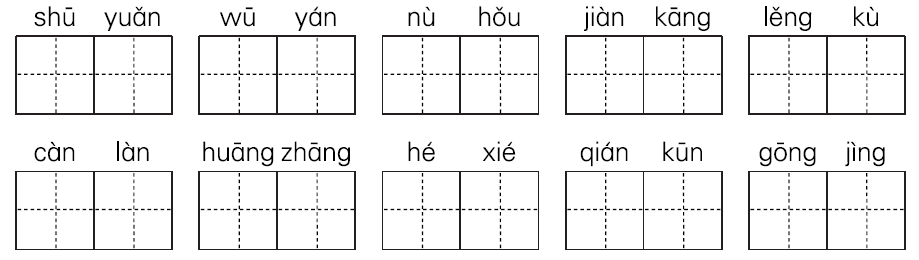 shū yuǎn wū yán nù hǒu jiàn kāng lěng kù
càn làn huāng zhāng hé xié qián kūn gōng jìng